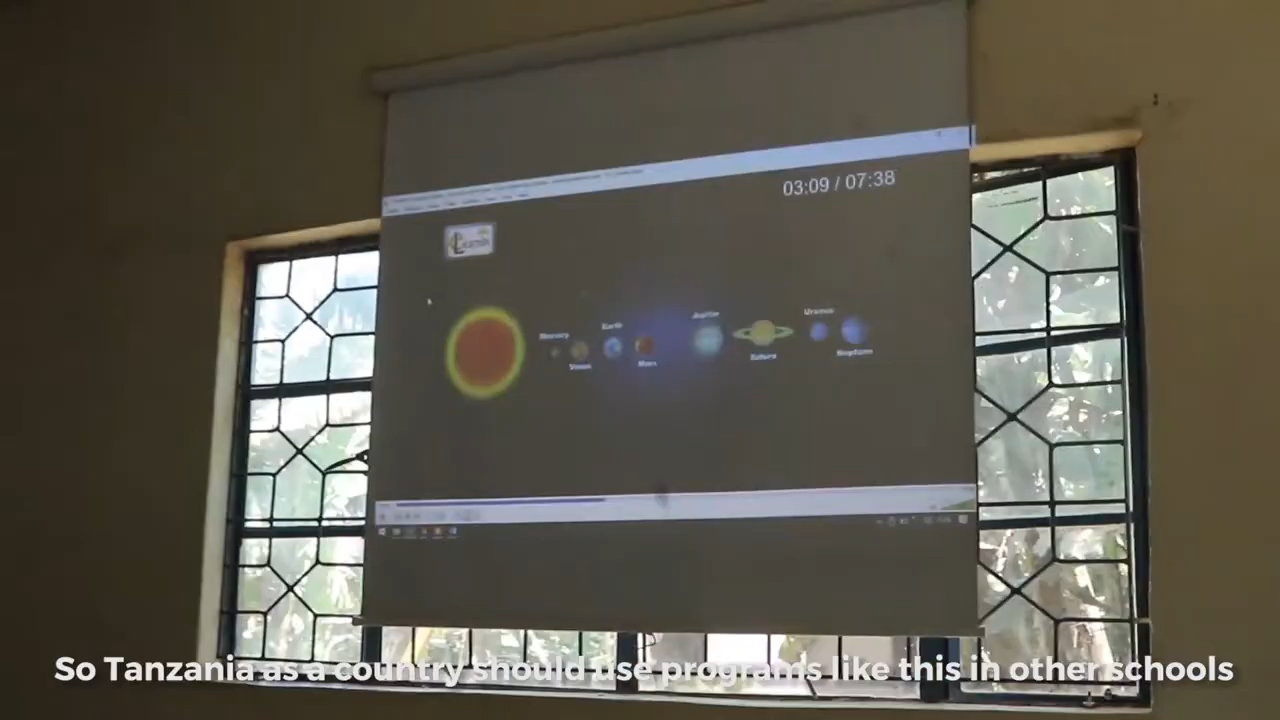 03:09 / 07:38
Learnin
Mercury
Venus
Earth
Mars
Jupiter
Saturn
Uranus
Neptune
So Tanzania as a country should use programs like this in other schools